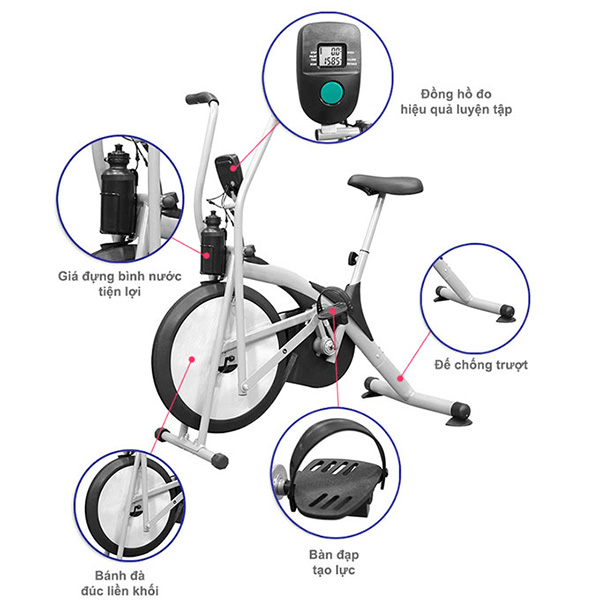 Đồng hồ đo
hiệu quả luyện tập
Giá đựng bình nước
tiện lợi
Đế chống trượt
Bàn đạp
tạo lực
Bánh đà
đúc liền khối